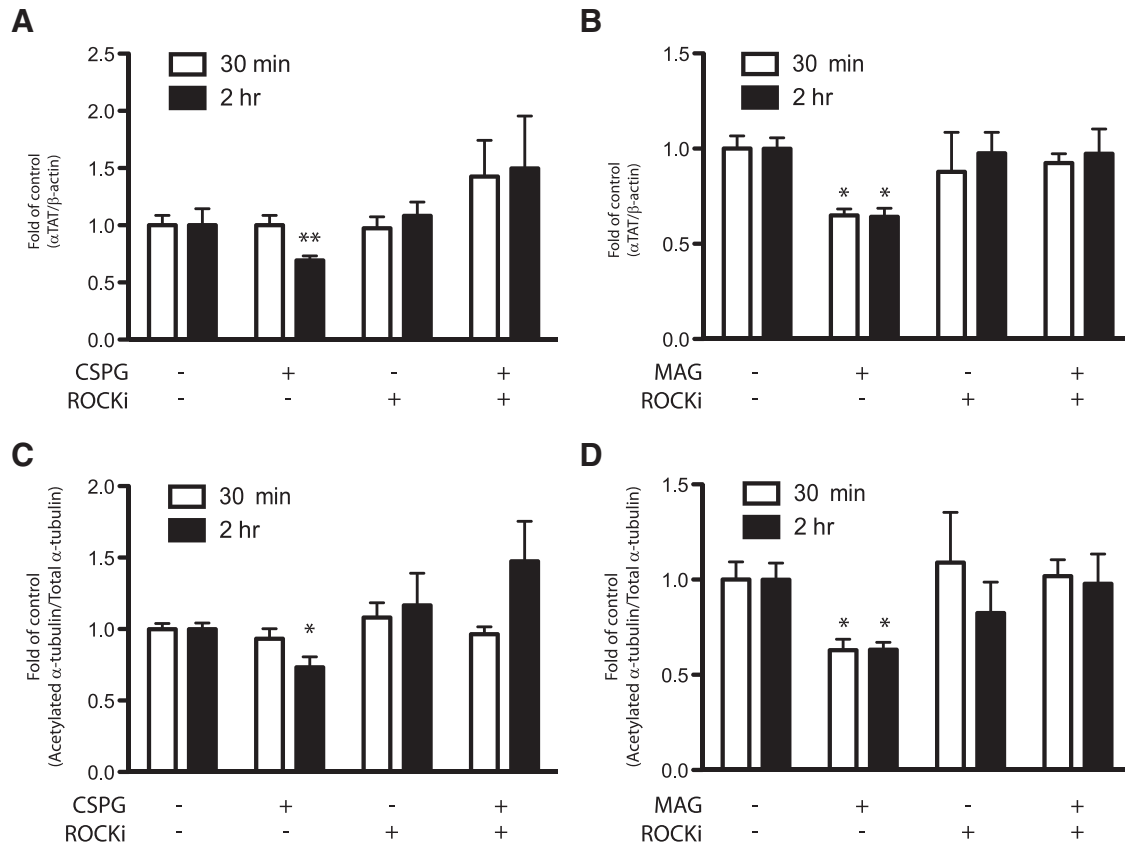 A
B
Fold of control
(αTAT/β-actin)
2.5
2.0
1.5
1.0
0.5
0.0
30 min
2 hr
**
CSPG - + - +
ROCKi - - + +
Fold of control
(αTAT/β-actin)
1.5
1.0
0.5
0.0
30 min
2 hr
* *
MAG - + - +
ROCKi - - + +
C
D
Fold of control
(Acetylated α-tubulin/Total α-tubulin)
2.0
1.5
1.0
0.5
0.0
30 min
2 hr
*
CSPG - + - +
ROCKi - - + +
Fold of control
(Acetylated α-tubulin/Total α-tubulin)
1.5
1.0
0.5
0.0
30 min
2 hr
* *
MAG - + - +
ROCKi - - + +